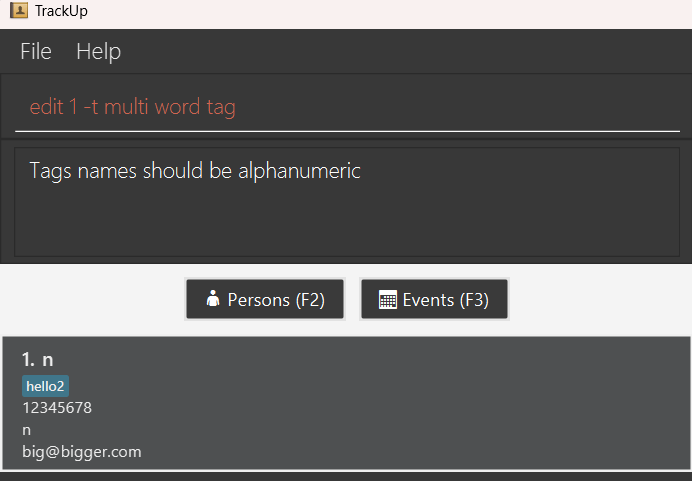 TrackUp
File Help
edit 1 -t multi word tag
Tags names should be alphanumeric
Persons (F2) Events (F3)
1. n
hello2
12345678
n
big@bigger.com